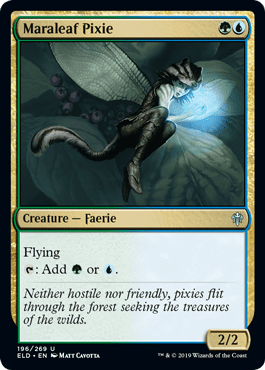 Maraleaf Pixie
Creature — Faerie
Flying
: Add or .
Neither hostile nor friendly, pixies flit
through the forest seeking the treasures
of the wilds.
2/2
196/269 U
ELD • EN MATT CAVOTTA
™ & © 2019 Wizards of the Coast